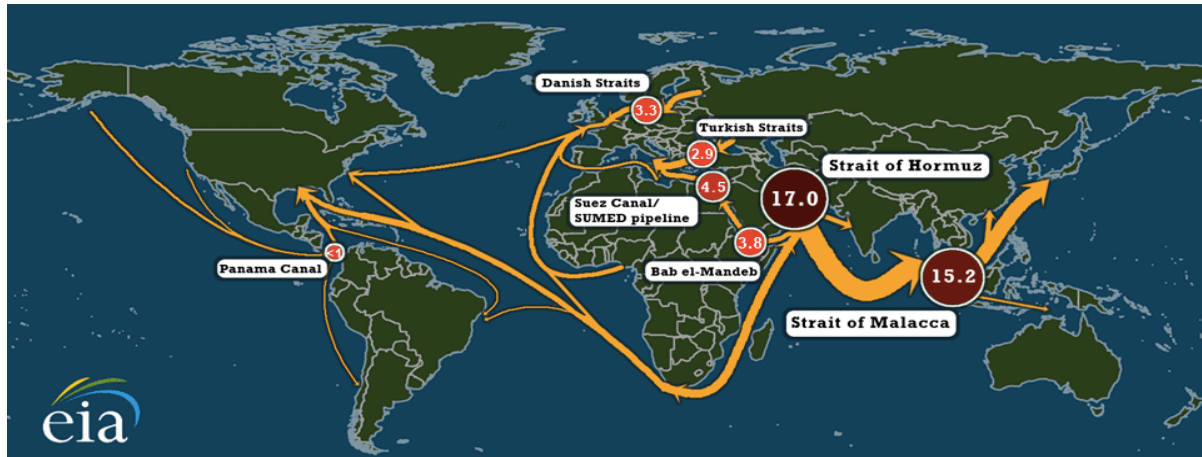 Danish Straits
3.3
Turkish Straits
2.9
Strait of Hormuz
17.0
Suez Canal/
SUMED pipeline
4.5
Bab el-Mandeb
3.8
Panama Canal
<1
15.2
Strait of Malacca
eia